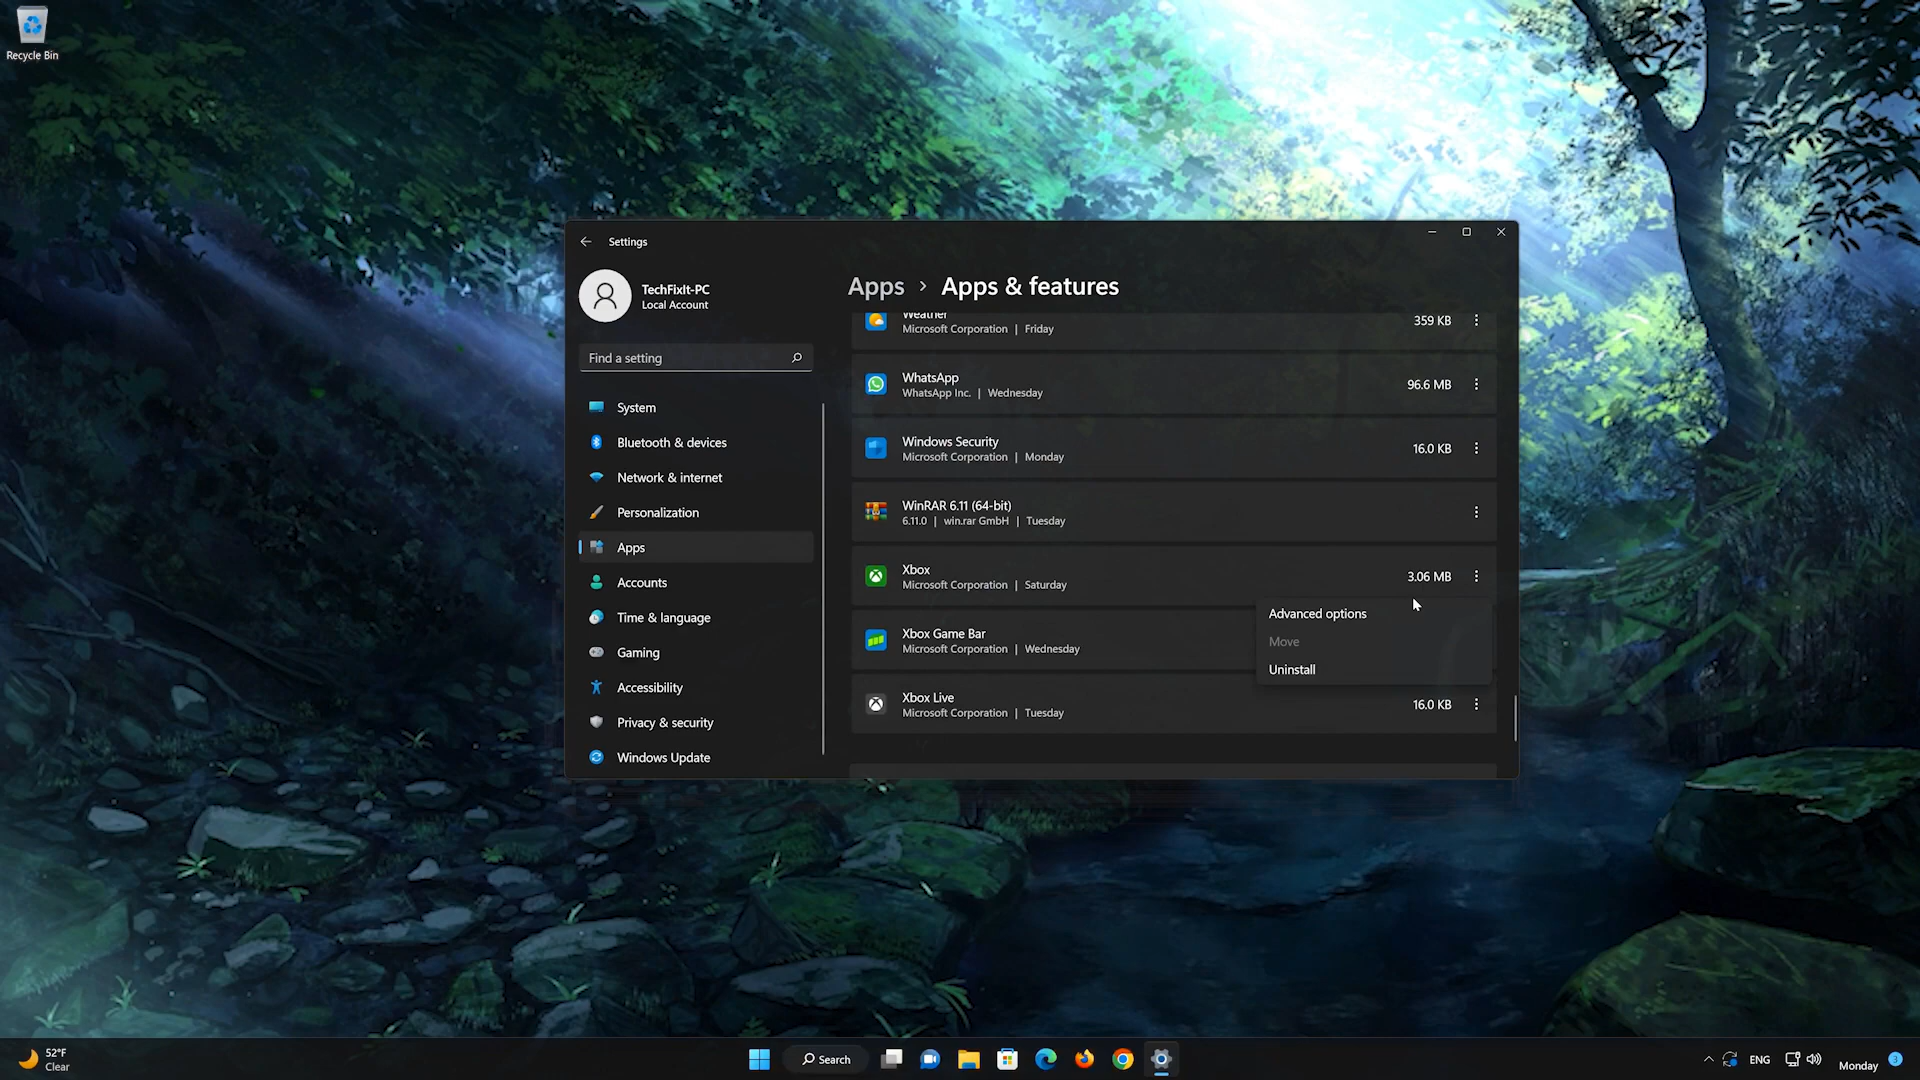 Recycle Bin
Settings
TechFixIt-PC
Local Account
Find a setting
System
Bluetooth & devices
Network & internet
Personalization
Apps
Accounts
Time & language
Gaming
Accessibility
Privacy & security
Windows Update
Apps > Apps & features
Weather
Microsoft Corporation | Friday
359 KB
WhatsApp
WhatsApp Inc. | Wednesday
96.6 MB
Windows Security
Microsoft Corporation | Monday
16.0 KB
WinRAR 6.11 (64-bit)
6.11.0 | win.rar GmbH | Tuesday
Xbox
Microsoft Corporation | Saturday
3.06 MB
Advanced options
Move
Uninstall
Xbox Game Bar
Microsoft Corporation | Wednesday
Xbox Live
Microsoft Corporation | Tuesday
16.0 KB
52°F
Clear
Search
ENG
Monday
3